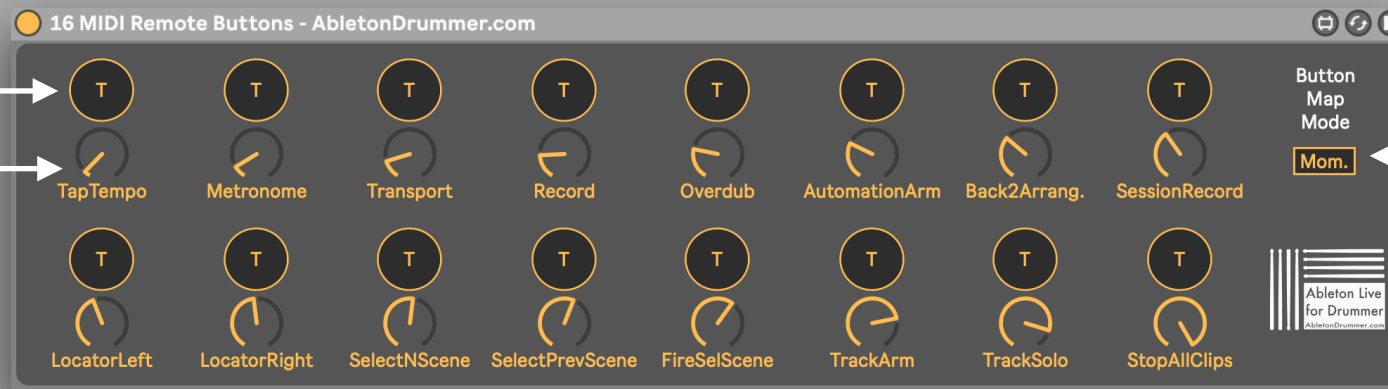 16 MIDI Remote Buttons - AbletonDrummer.com
T T T T T T T T
Button
Map
Mode
Mom.
TapTempo Metronome Transport Record Overdub AutomationArm Back2Arrang. SessionRecord
T T T T T T T T
LocatorLeft LocatorRight SelectNScene SelectPrevScene FireSelScene TrackArm TrackSolo StopAllClips
Ableton Live
for Drummer
AbletonDrummer.com